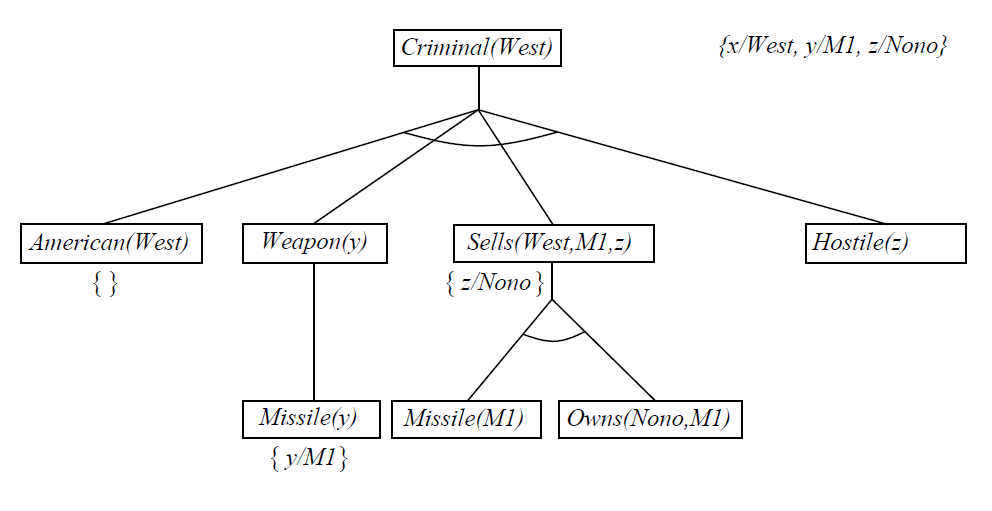 Criminal(West)
{x/West, y/M1, z/Nono}
American(West)
Weapon(y)
Sells(West,M1,z)
Hostile(z)
{ }
{ z/Nono }
Missile(y)
Missile(M1)
Owns(Nono,M1)
{ y/M1}